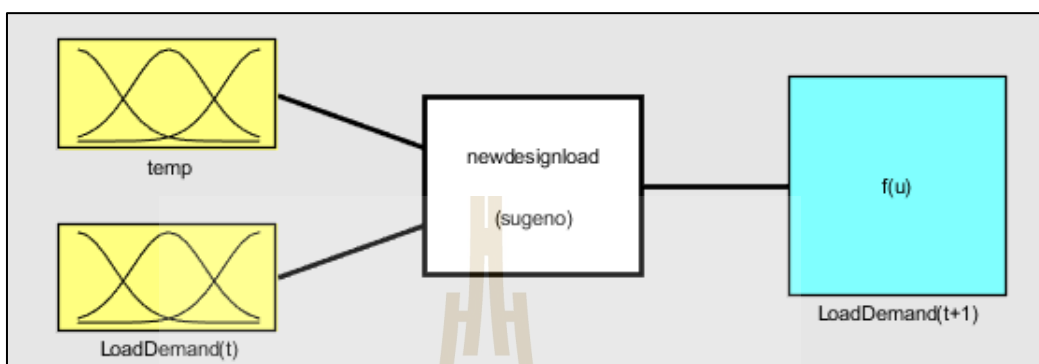 temp
newdesignload
(sugeno)
f(u)
LoadDemand(t)
LoadDemand(t+1)